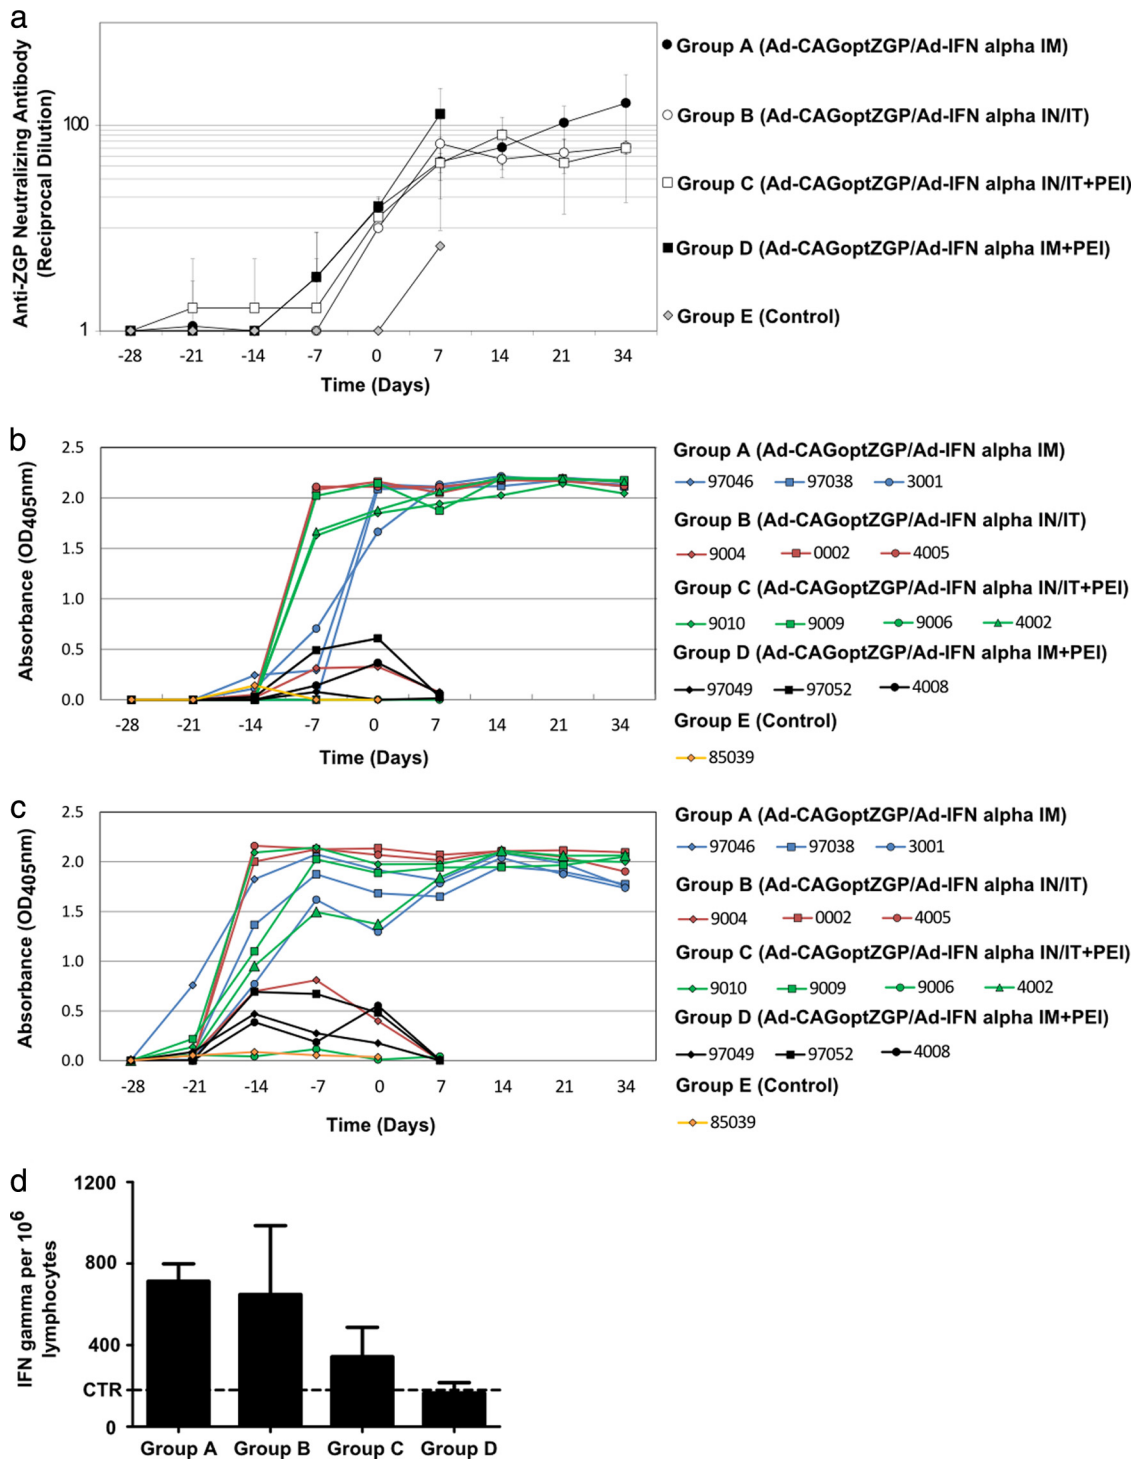 a
Anti-ZGP Neutralizing Antibody
(Reciprocal Dilution)
100
1
-28 -21 -14 -7 0 7 14 21 34
Time (Days)
Group A (Ad-CAGoptZGP/Ad-IFN alpha IM)
Group B (Ad-CAGoptZGP/Ad-IFN alpha IN/IT)
Group C (Ad-CAGoptZGP/Ad-IFN alpha IN/IT+PEI)
Group D (Ad-CAGoptZGP/Ad-IFN alpha IM+PEI)
Group E (Control)
b
Absorbance (OD405nm)
2.5
2.0
1.5
1.0
0.5
0.0
-28 -21 -14 -7 0 7 14 21 34
Time (Days)
Group A (Ad-CAGoptZGP/Ad-IFN alpha IM)
97046 97038 3001
Group B (Ad-CAGoptZGP/Ad-IFN alpha IN/IT)
9004 0002 4005
Group C (Ad-CAGoptZGP/Ad-IFN alpha IN/IT+PEI)
9010 9009 9006 4002
Group D (Ad-CAGoptZGP/Ad-IFN alpha IM+PEI)
97049 97052 4008
Group E (Control)
85039
c
Absorbance (OD405nm)
2.5
2.0
1.5
1.0
0.5
0.0
-28 -21 -14 -7 0 7 14 21 34
Time (Days)
Group A (Ad-CAGoptZGP/Ad-IFN alpha IM)
97046 97038 3001
Group B (Ad-CAGoptZGP/Ad-IFN alpha IN/IT)
9004 0002 4005
Group C (Ad-CAGoptZGP/Ad-IFN alpha IN/IT+PEI)
9010 9009 9006 4002
Group D (Ad-CAGoptZGP/Ad-IFN alpha IM+PEI)
97049 97052 4008
Group E (Control)
85039
d
IFN gamma per 10⁶
lymphocytes
1200
800
400
CTR
0
Group A Group B Group C Group D